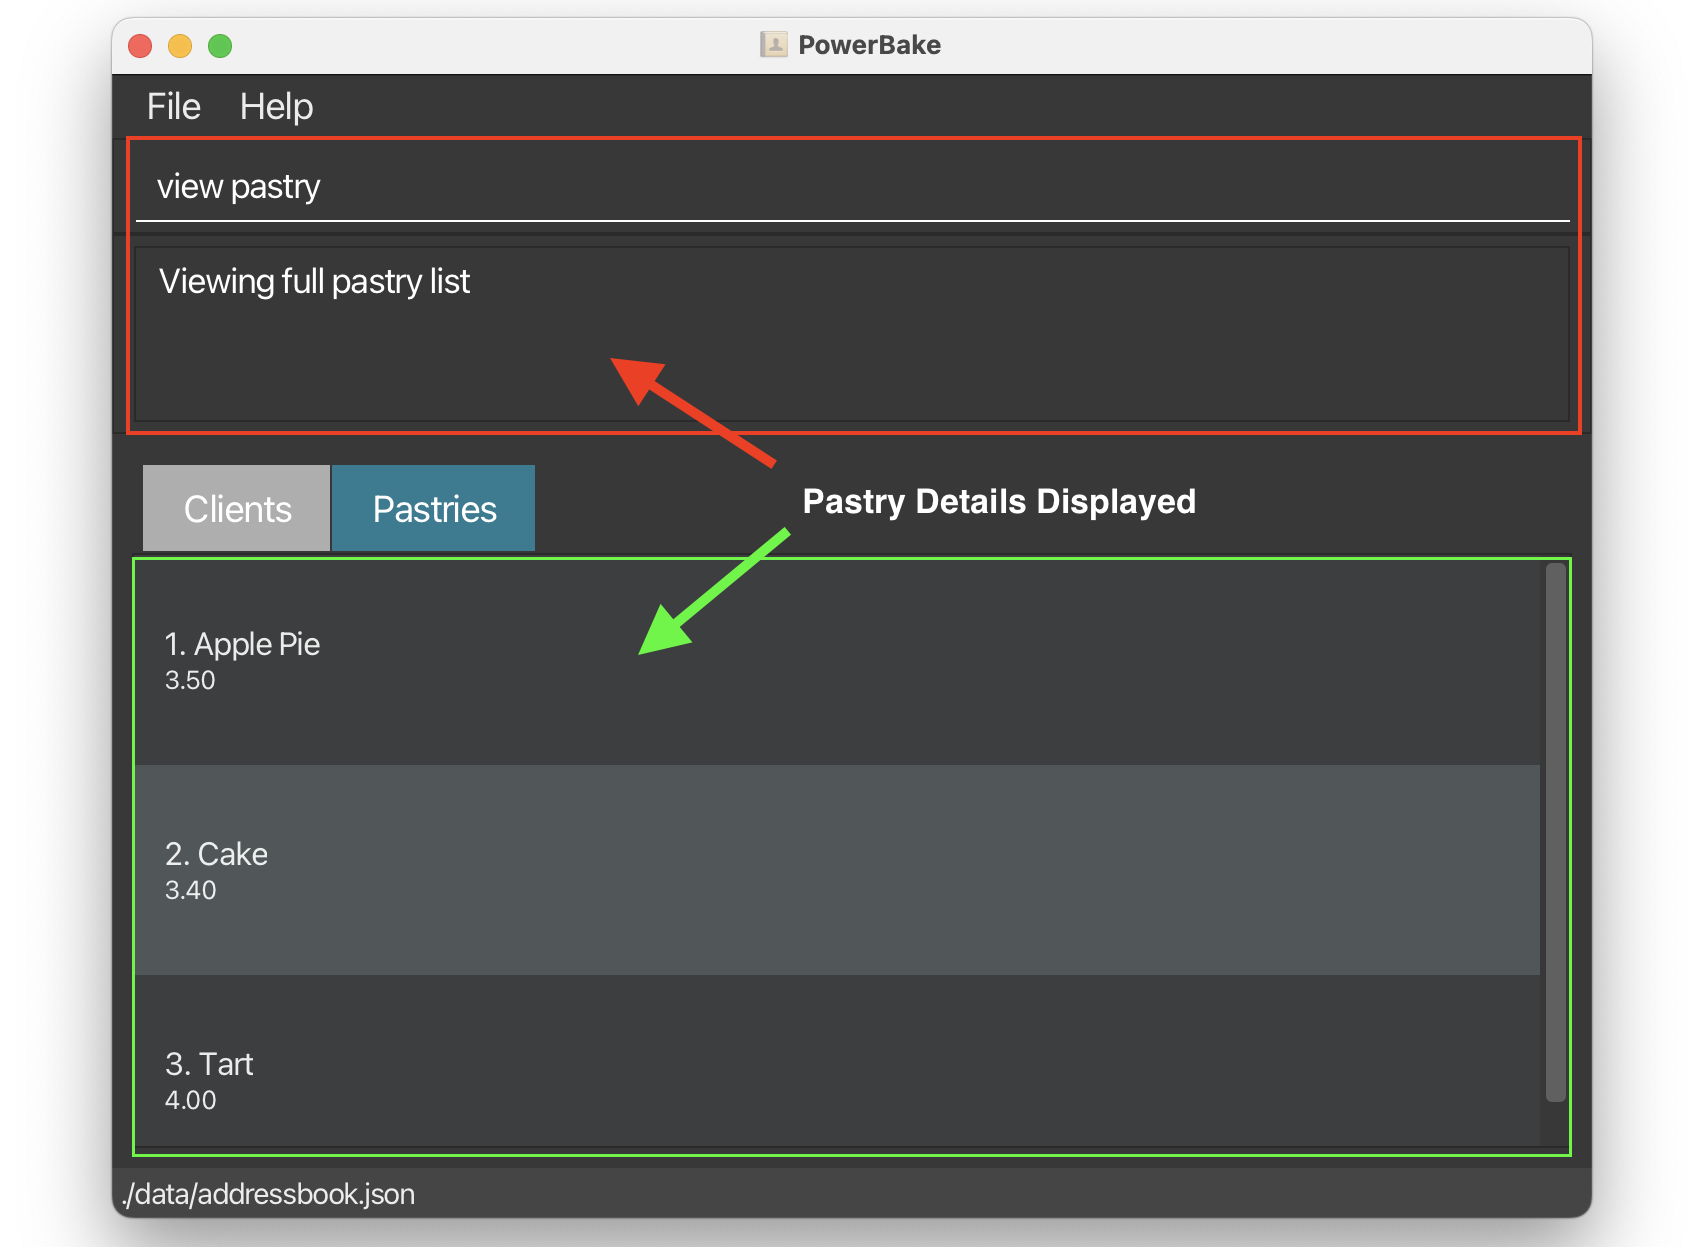 PowerBake
File Help
view pastry
Viewing full pastry list
Clients Pastries
Pastry Details Displayed
1. Apple Pie
3.50
2. Cake
3.40
3. Tart
4.00
./data/addressbook.json